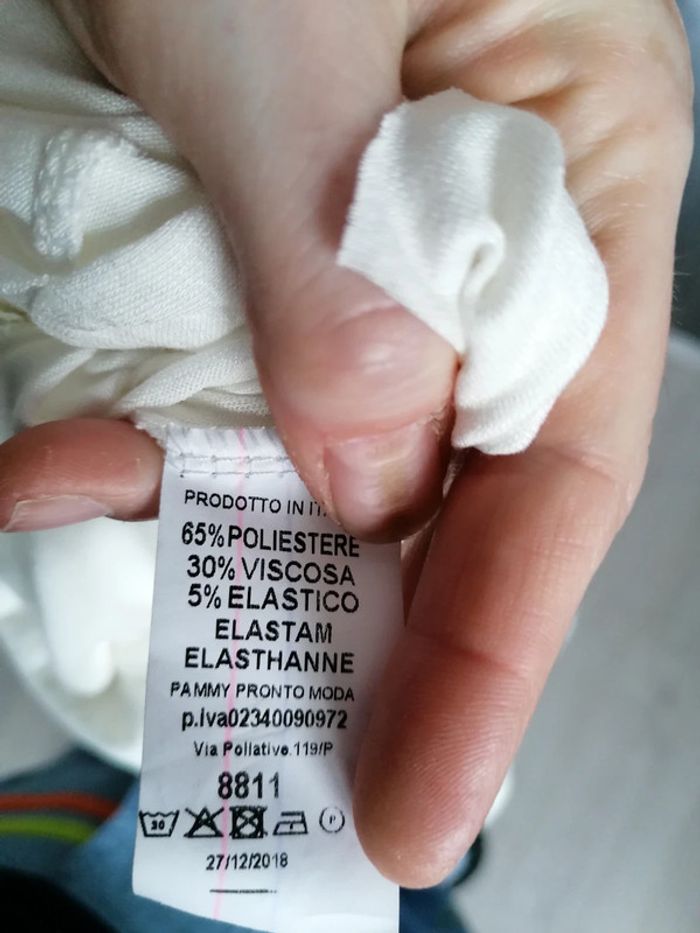 PRODOTTO IN
65% POLIESTERE
30% VISCOSA
5% ELASTICO
ELASTAM
ELASTHANNE
PAMMY PRONTO MODA
p.iva02340090972
Via Pollative.119/P
8811
30 P
27/12/2018